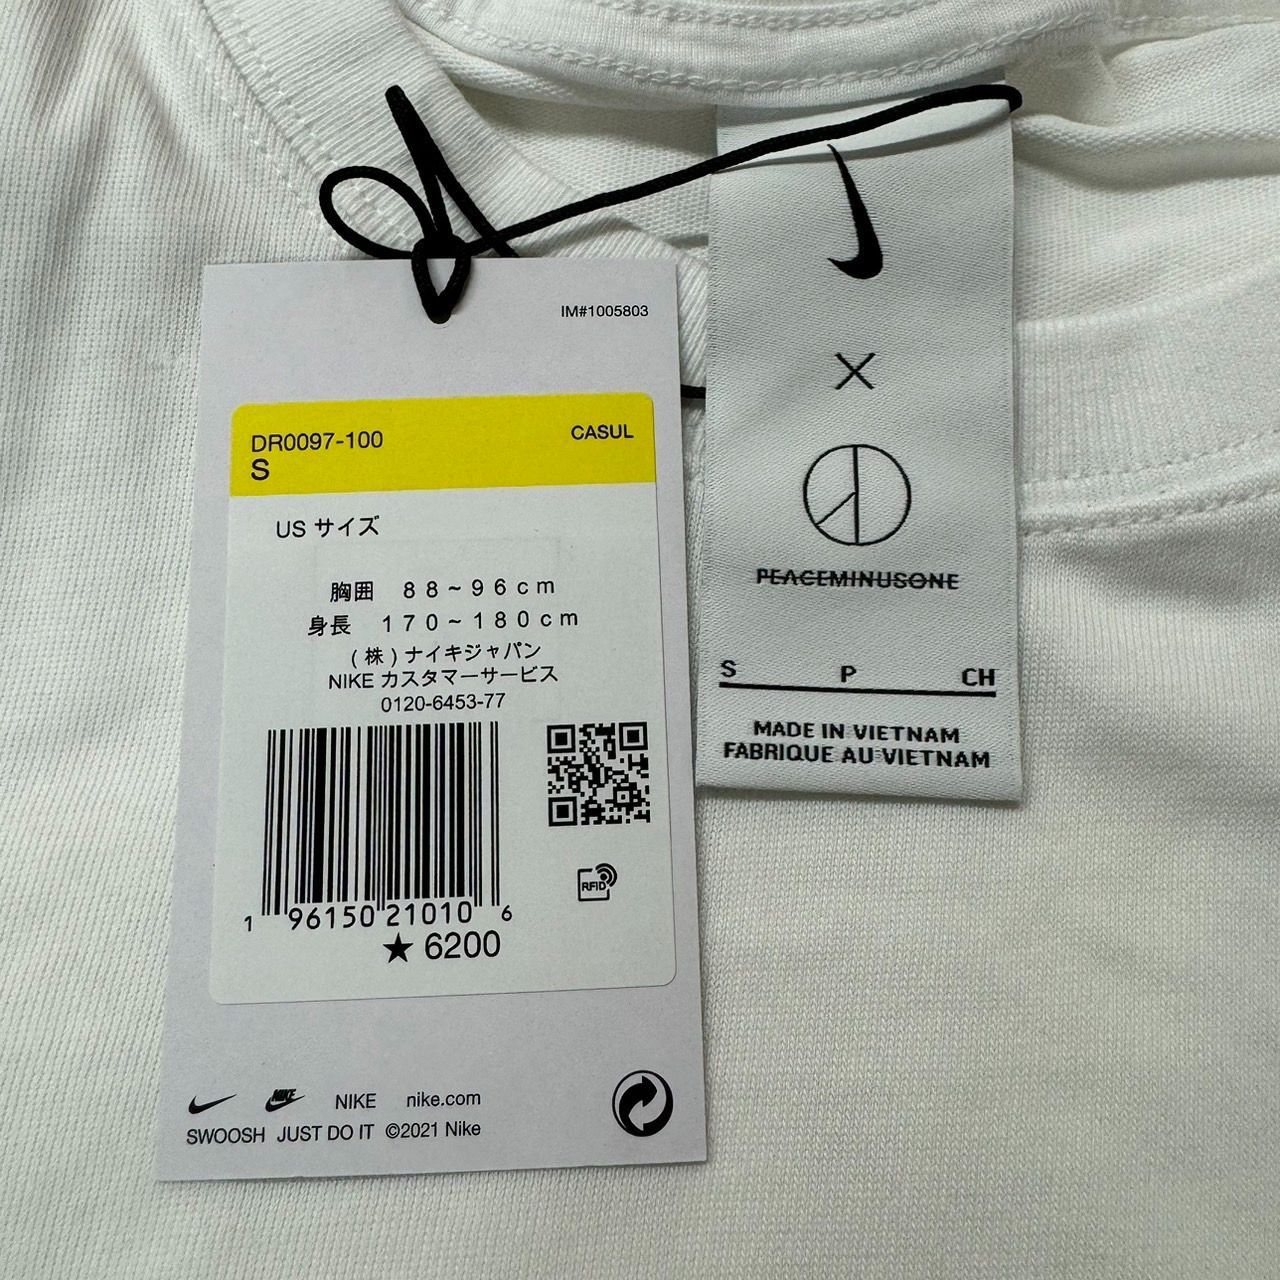 IM#1005803
DR0097-100
CASUL
S
US サイズ
胸囲 88~96cm
身長 170~180cm
(株)ナイキジャパン
NIKE カスタマーサービス
0120-6453-77
RFID
1 96150 21010 6
★ 6200
NIKE NIKE nike.com
SWOOSH JUST DO IT ©2021 Nike
×
PEACEMINUSONE
S P CH
MADE IN VIETNAM
FABRIQUE AU VIETNAM